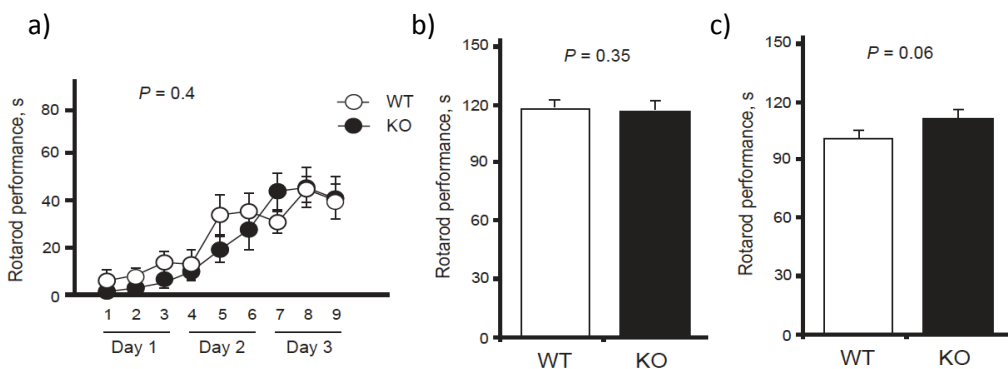 a)
P = 0.4
WT
KO
Rotarod performance, s
80
60
40
20
0
1 2 3 4 5 6 7 8 9
Day 1 Day 2 Day 3
b)
P = 0.35
Rotarod performance, s
150
120
90
60
30
0
WT KO
c)
P = 0.06
Rotarod performance, s
150
120
90
60
30
0
WT KO